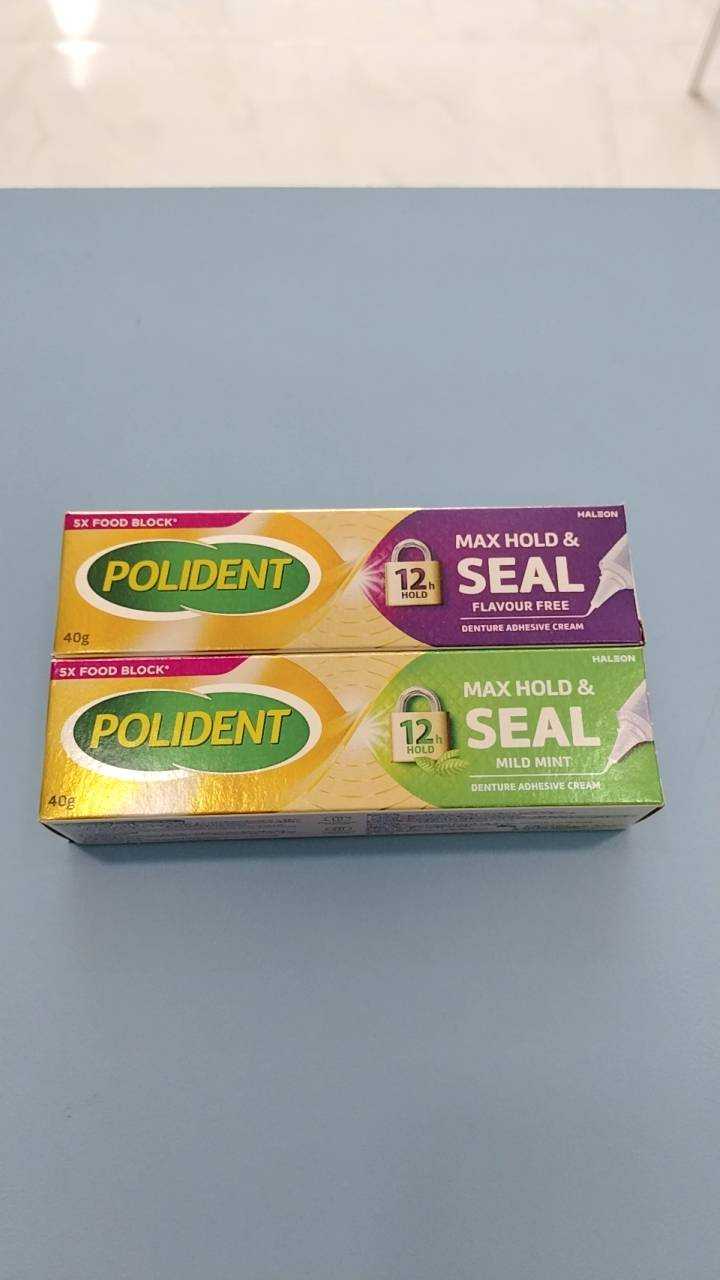 5X FOOD BLOCK*
HALEON
POLIDENT
12h
HOLD
MAX HOLD &
SEAL
FLAVOUR FREE
DENTURE ADHESIVE CREAM
40g
5X FOOD BLOCK*
HALEON
POLIDENT
12h
HOLD
MAX HOLD &
SEAL
MILD MINT
DENTURE ADHESIVE CREAM
40g